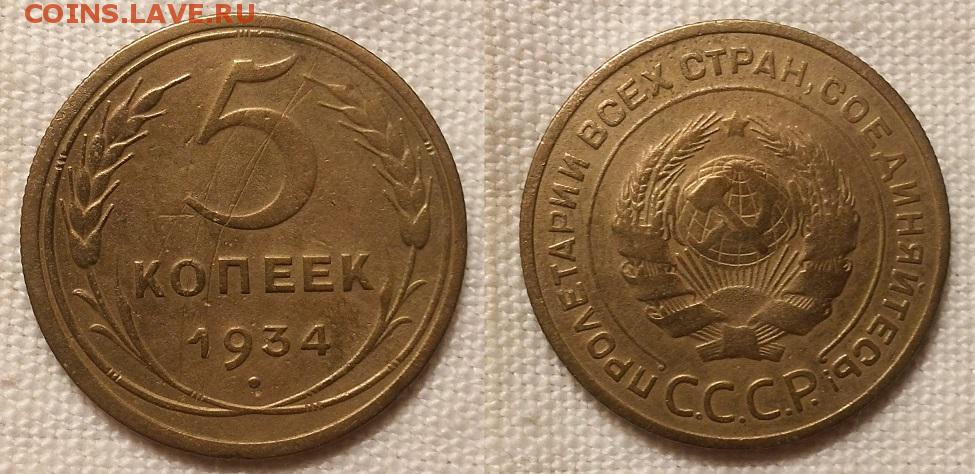 COINS.LAVE.RU
5
КОПЕЕК
1934
ПРОЛЕТАРИИ ВСЕХ СТРАН, СОЕДИНЯЙТЕСЬ!
С.С.С.Р.